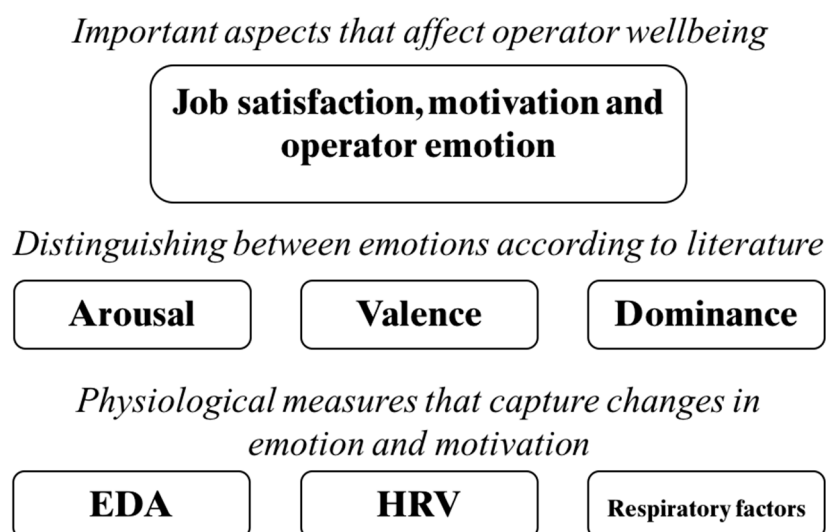 Important aspects that affect operator wellbeing
Job satisfaction, motivation and
operator emotion
Distinguishing between emotions according to literature
Arousal
Valence
Dominance
Physiological measures that capture changes in
emotion and motivation
EDA
HRV
Respiratory factors